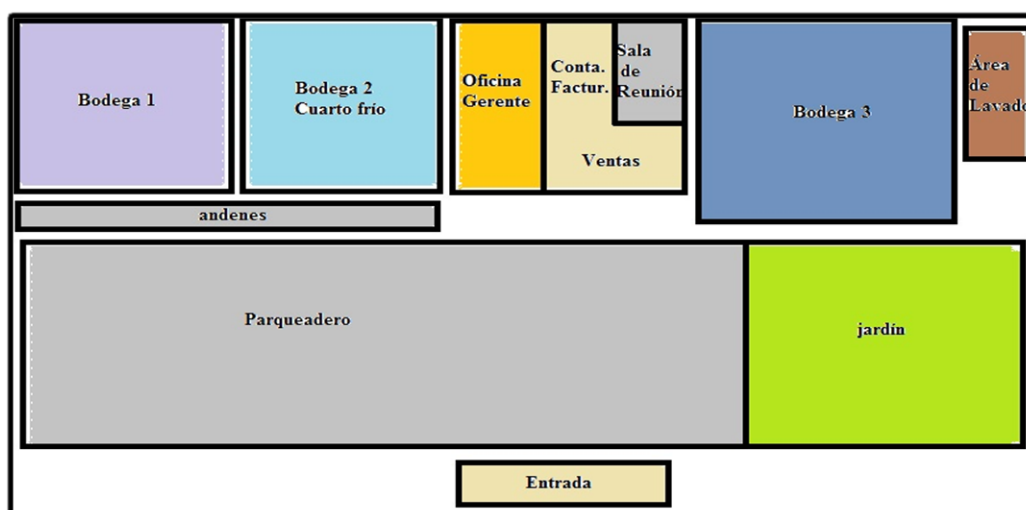 Bodega 1
Bodega 2
Cuarto frío
Oficina
Gerente
Conta.
Factur.
Sala
de
Reunión
Ventas
Bodega 3
Área
de
Lavado
andenes
Parqueadero
jardín
Entrada